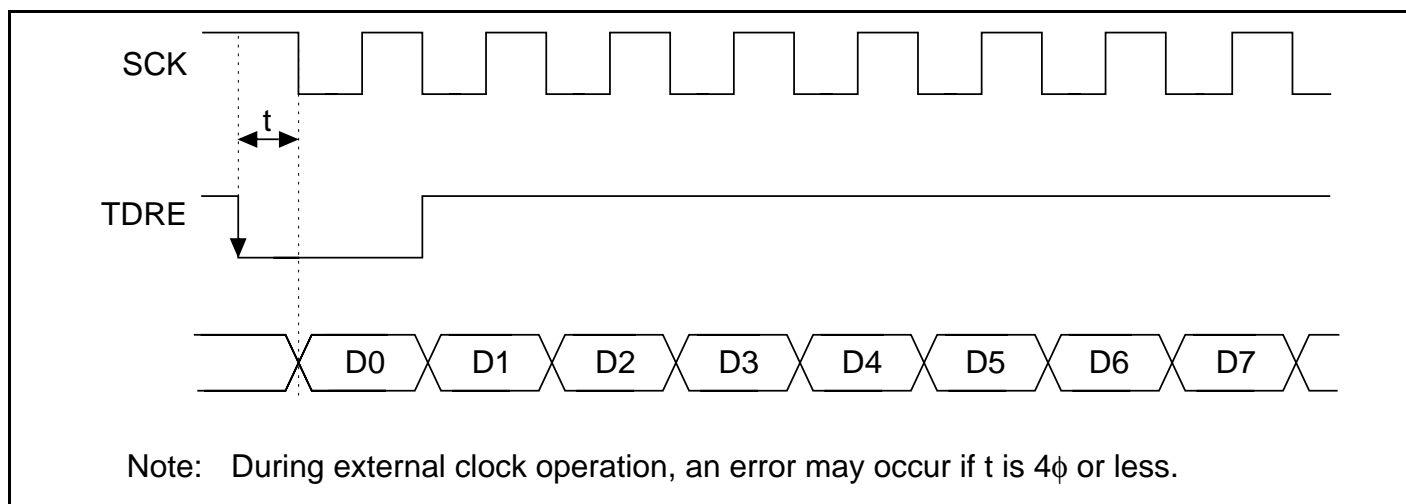 SCK
t
TDRE
D0 D1 D2 D3 D4 D5 D6 D7
Note: During external clock operation, an error may occur if t is 4ϕ or less.